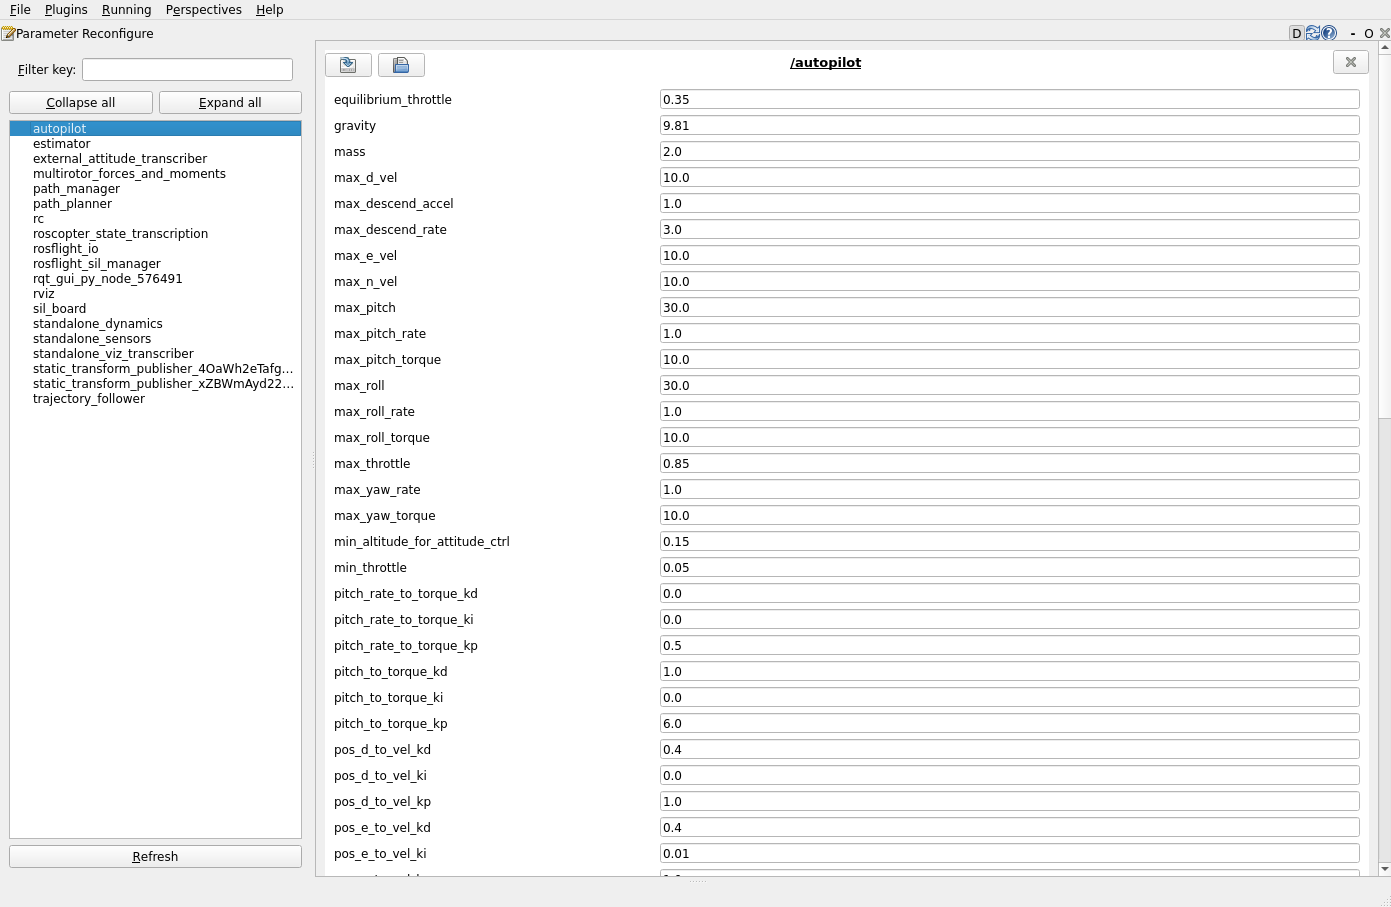 File Plugins Running Perspectives Help
Parameter Reconfigure D - O
Filter key:
Collapse all Expand all
autopilot
estimator
external_attitude_transcriber
multirotor_forces_and_moments
path_manager
path_planner
rc
roscopter_state_transcription
rosflight_io
rosflight_sil_manager
rqt_gui_py_node_576491
rviz
sil_board
standalone_dynamics
standalone_sensors
standalone_viz_transcriber
static_transform_publisher_4OaWh2eTafg...
static_transform_publisher_xZBWmAyd22...
trajectory_follower
Refresh
/autopilot
equilibrium_throttle 0.35
gravity 9.81
mass 2.0
max_d_vel 10.0
max_descend_accel 1.0
max_descend_rate 3.0
max_e_vel 10.0
max_n_vel 10.0
max_pitch 30.0
max_pitch_rate 1.0
max_pitch_torque 10.0
max_roll 30.0
max_roll_rate 1.0
max_roll_torque 10.0
max_throttle 0.85
max_yaw_rate 1.0
max_yaw_torque 10.0
min_altitude_for_attitude_ctrl 0.15
min_throttle 0.05
pitch_rate_to_torque_kd 0.0
pitch_rate_to_torque_ki 0.0
pitch_rate_to_torque_kp 0.5
pitch_to_torque_kd 1.0
pitch_to_torque_ki 0.0
pitch_to_torque_kp 6.0
pos_d_to_vel_kd 0.4
pos_d_to_vel_ki 0.0
pos_d_to_vel_kp 1.0
pos_e_to_vel_kd 0.4
pos_e_to_vel_ki 0.01